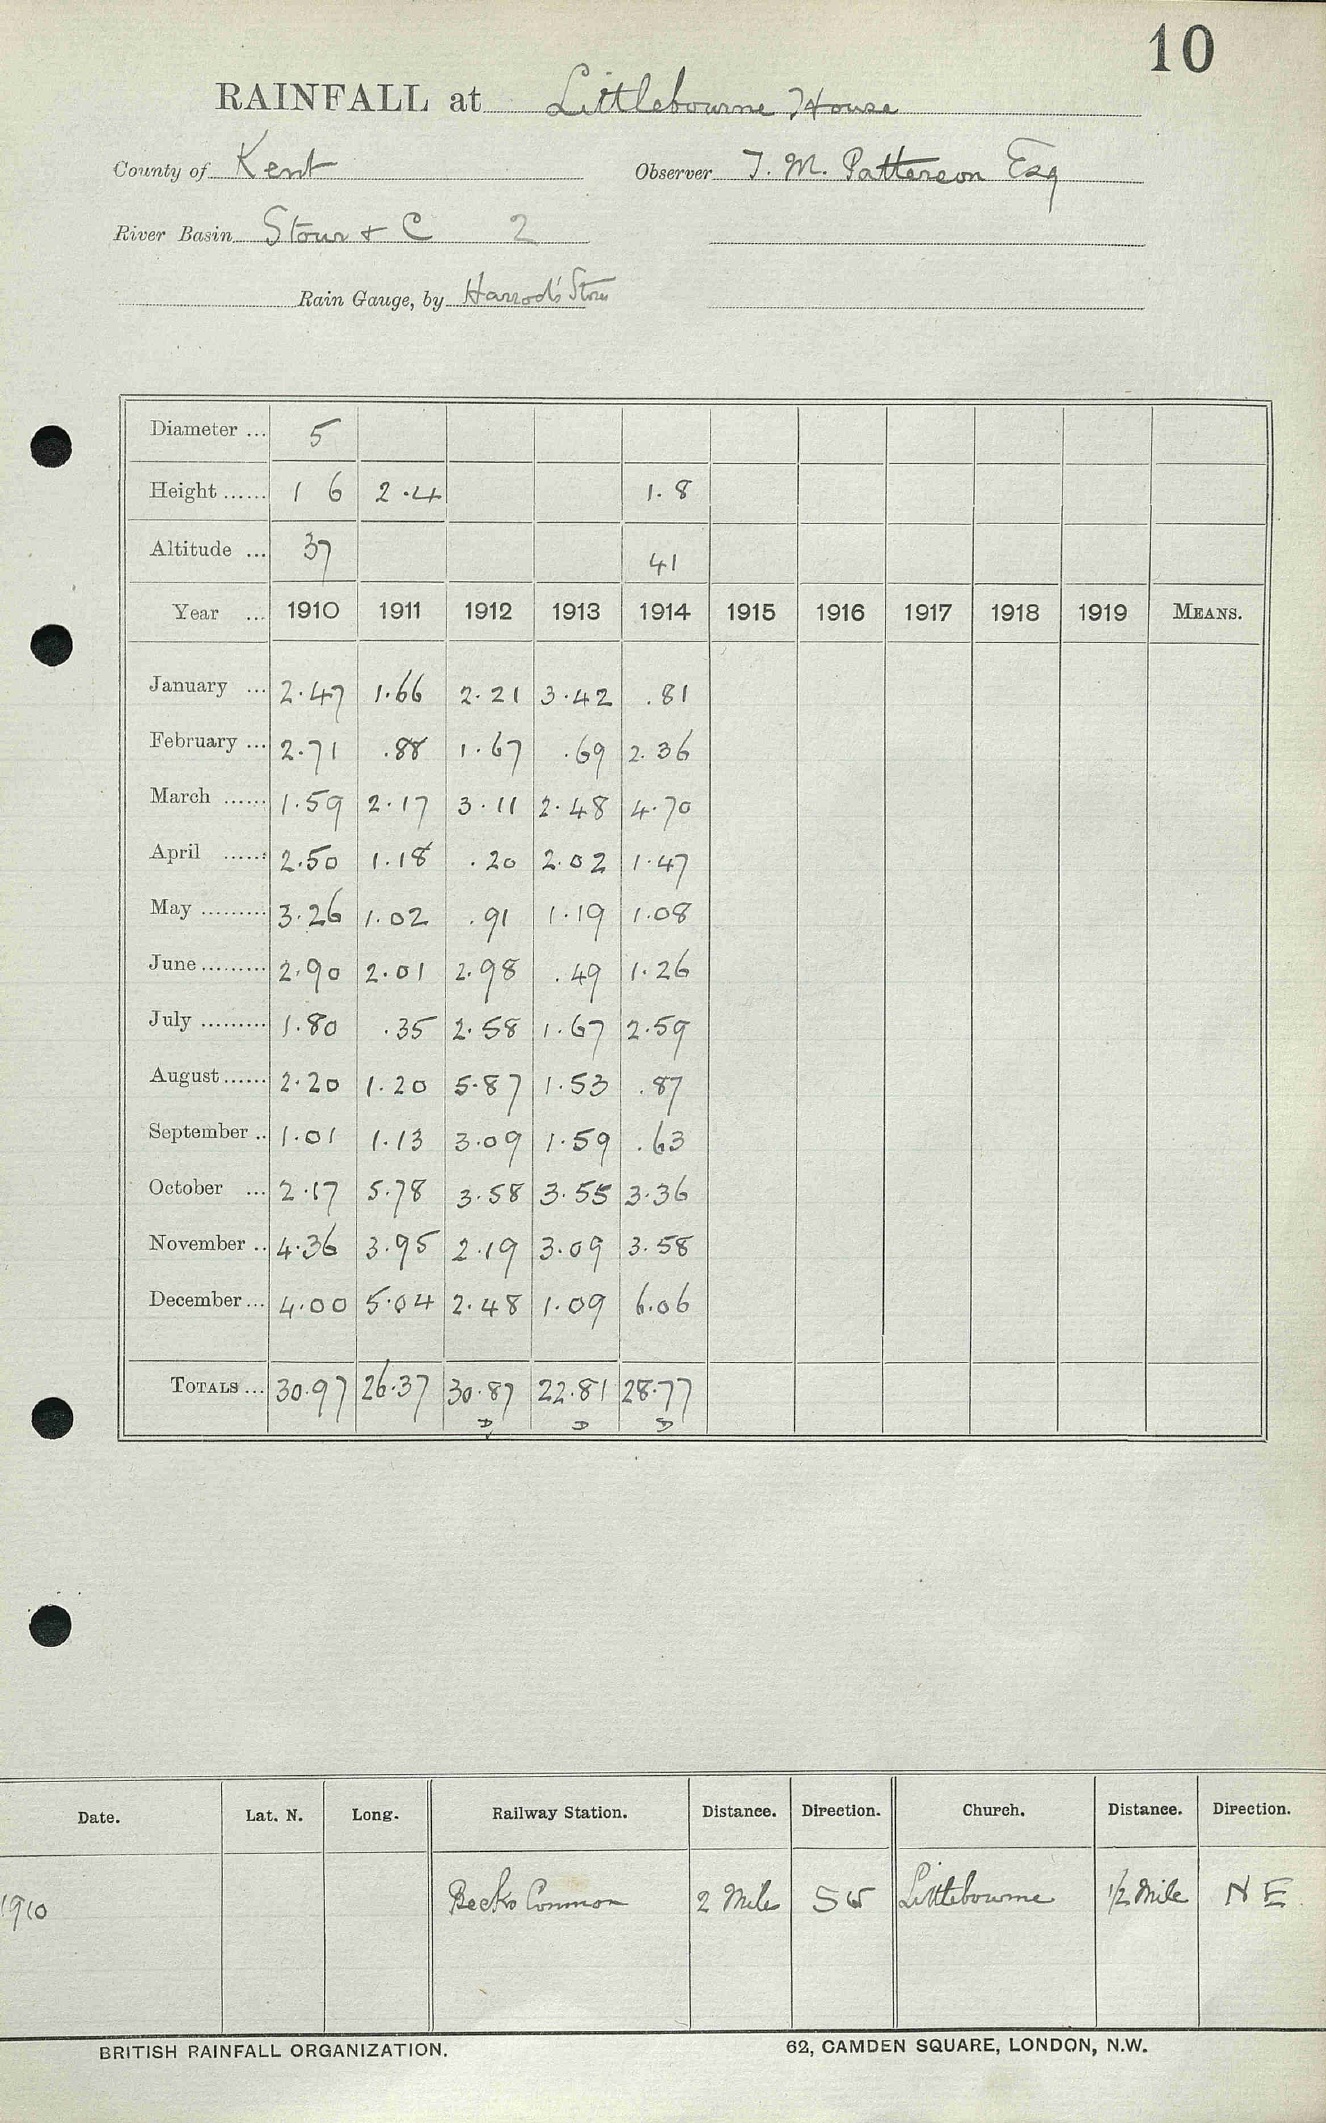 10
RAINFALL at Littlebourne House
County of Kent Observer T. M. Patterson Esq
River Basin Stour & C 2
Rain Gauge, by Harrod's Stores
Diameter ... 5
Height ...... 1 6 2.4 1.8
Altitude ... 37 41
Year ... 1910 1911 1912 1913 1914 1915 1916 1917 1918 1919 MEANS.
January ... 2.47 1.66 2.21 3.42 .81
February ... 2.71 .88 1.67 .69 2.36
March ...... 1.59 2.17 3.11 2.48 4.70
April ...... 2.50 1.18 .20 2.02 1.47
May ......... 3.26 1.02 .91 1.19 1.08
June ......... 2.90 2.01 2.98 .49 1.26
July ......... 1.80 .35 2.58 1.67 2.59
August ...... 2.20 1.20 5.87 1.53 .87
September .. 1.01 1.13 3.09 1.59 .63
October ... 2.17 5.78 3.58 3.55 3.36
November .. 4.36 3.95 2.19 3.09 3.58
December ... 4.00 5.04 2.48 1.09 6.06
TOTALS ... 30.97 26.37 30.87 22.81 28.77
D D D
Date. Lat. N. Long. Railway Station. Distance. Direction. Church. Distance. Direction.
1910 Common 2 Miles SW Littlebourne 1/2 Mile N E
BRITISH RAINFALL ORGANIZATION. 62, CAMDEN SQUARE, LONDON, N.W.